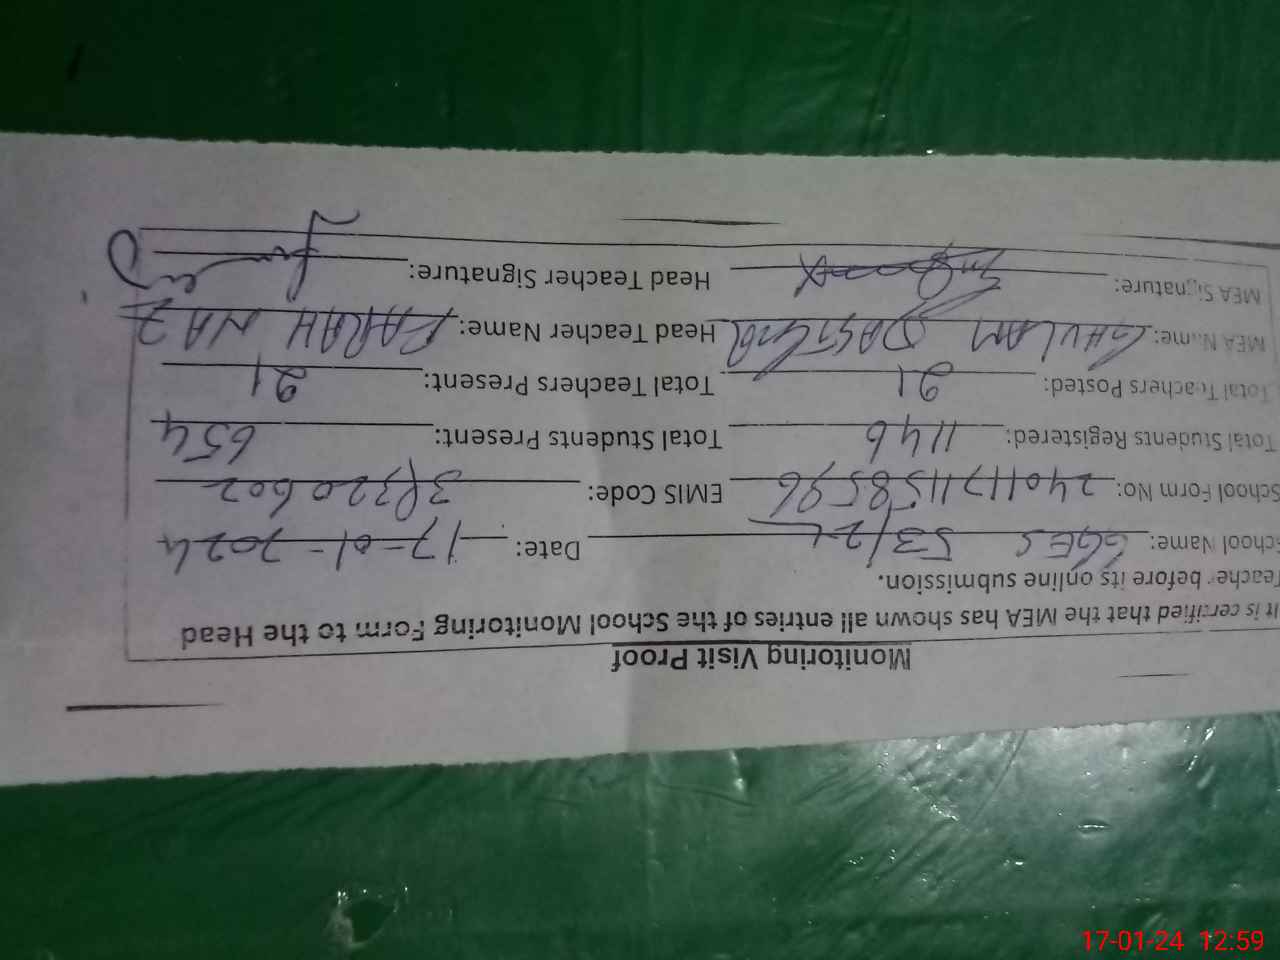 Monitoring Visit Proof
It is certified that the MEA has shown all entries of the School Monitoring Form to the Head
Teacher before its online submission.
School Name: GGES 53/2-L Date: 17-01-2024
School Form No: 2401171158596 EMIS Code: 39320602
Total Students Registered: 1146 Total Students Present: 654
Total Teachers Posted: 21 Total Teachers Present: 21
MEA Name: GHULAM DASTGIR Head Teacher Name: FARAH NAZ
MEA Signature: Head Teacher Signature:
17-01-24 12:59